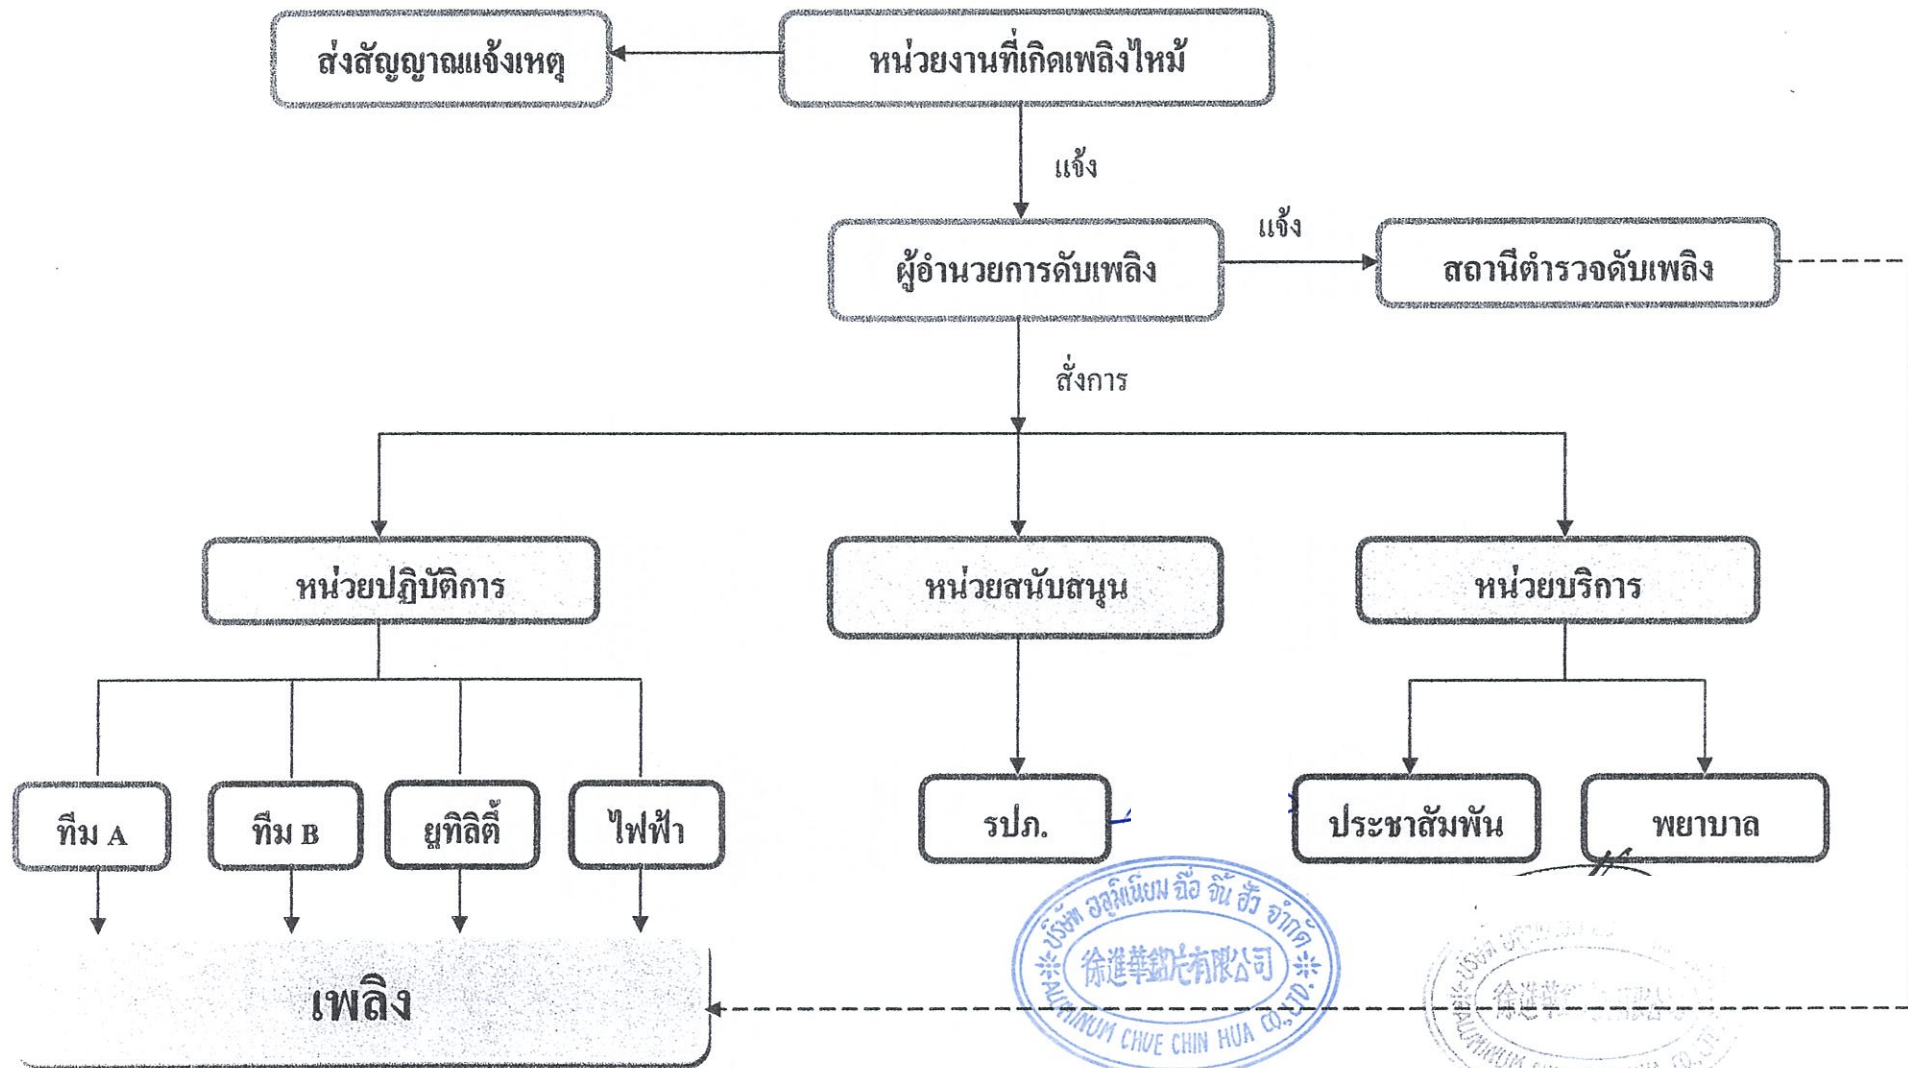 ส่งสัญญาณแจ้งเหตุ
หน่วยงานที่เกิดเพลิงไหม้
แจ้ง
ผู้อำนวยการดับเพลิง
แจ้ง
สถานีตำรวจดับเพลิง
สั่งการ
หน่วยปฏิบัติการ
หน่วยสนับสนุน
หน่วยบริการ
ทีม A
ทีม B
ยูทิลิตี้
ไฟฟ้า
รปภ.
ประชาสัมพัน
พยาบาล
เพลิง
บริษัท อลูมิเนียม ฉือ จิ้น ฮั้ว จำกัด
徐進華鋁片有限公司
ALUMINUM CHUE CHIN HUA CO.,LTD.